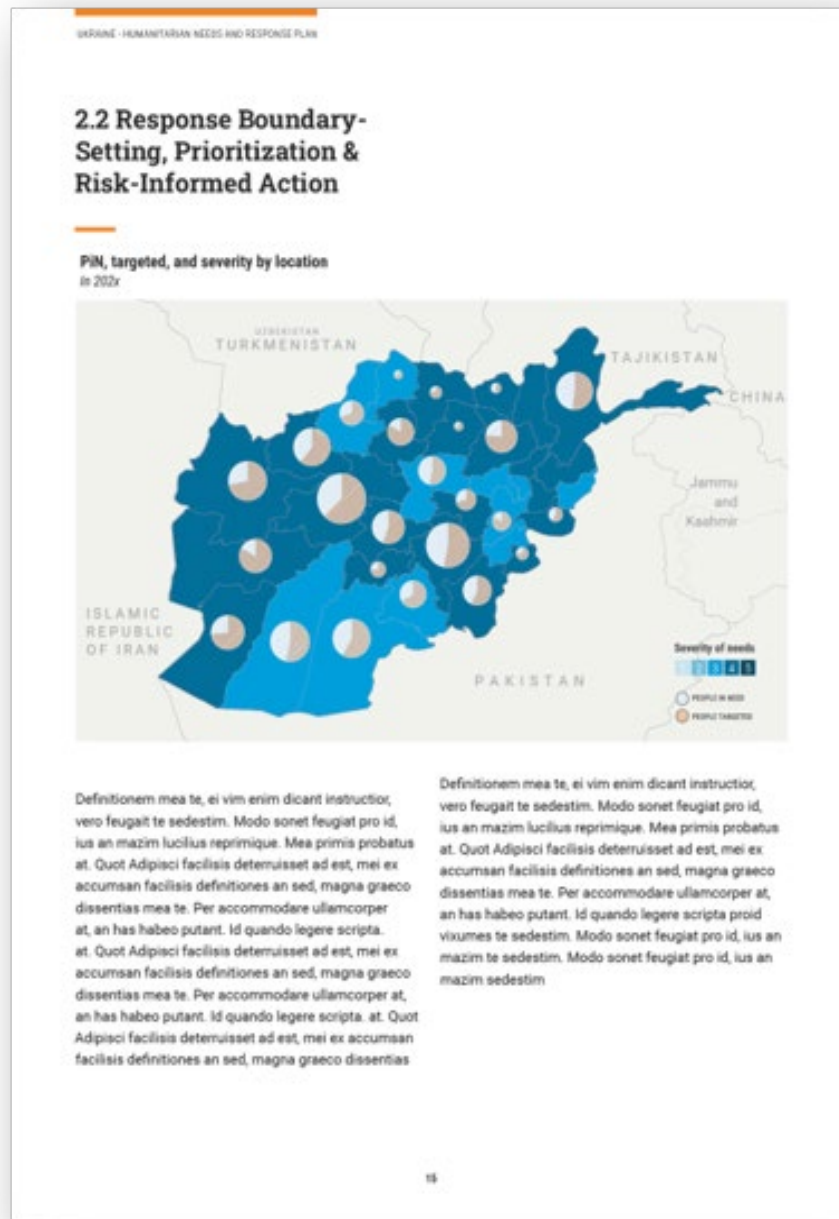 UKRAINE - HUMANITARIAN NEEDS AND RESPONSE PLAN
2.2 Response Boundary-
Setting, Prioritization &
Risk-Informed Action
PiN, targeted, and severity by location
In 202x
UZBEKISTAN
TURKMENISTAN
TAJIKISTAN
CHINA
Jammu
and
Kashmir
ISLAMIC
REPUBLIC
OF IRAN
PAKISTAN
Severity of needs
1 2 3 4 5
PEOPLE IN NEED
PEOPLE TARGETED
Definitionem mea te, ei vim enim dicant instructior,
vero feugait te sedestim. Modo sonet feugiat pro id,
ius an mazim lucilius reprimique. Mea primis probatus
at. Quot Adipisci facilisis deterruisset ad est, mei ex
accumsan facilisis definitiones an sed, magna graeco
dissentias mea te. Per accommodare ullamcorper
at, an has habeo putant. Id quando legere scripta.
at. Quot Adipisci facilisis deterruisset ad est, mei ex
accumsan facilisis definitiones an sed, magna graeco
dissentias mea te. Per accommodare ullamcorper at,
an has habeo putant. Id quando legere scripta. at. Quot
Adipisci facilisis deterruisset ad est, mei ex accumsan
facilisis definitiones an sed, magna graeco dissentias
Definitionem mea te, ei vim enim dicant instructior,
vero feugait te sedestim. Modo sonet feugiat pro id,
ius an mazim lucilius reprimique. Mea primis probatus
at. Quot Adipisci facilisis deterruisset ad est, mei ex
accumsan facilisis definitiones an sed, magna graeco
dissentias mea te. Per accommodare ullamcorper at,
an has habeo putant. Id quando legere scripta proid
vixumes te sedestim. Modo sonet feugiat pro id, ius an
mazim te sedestim. Modo sonet feugiat pro id, ius an
mazim sedestim
15